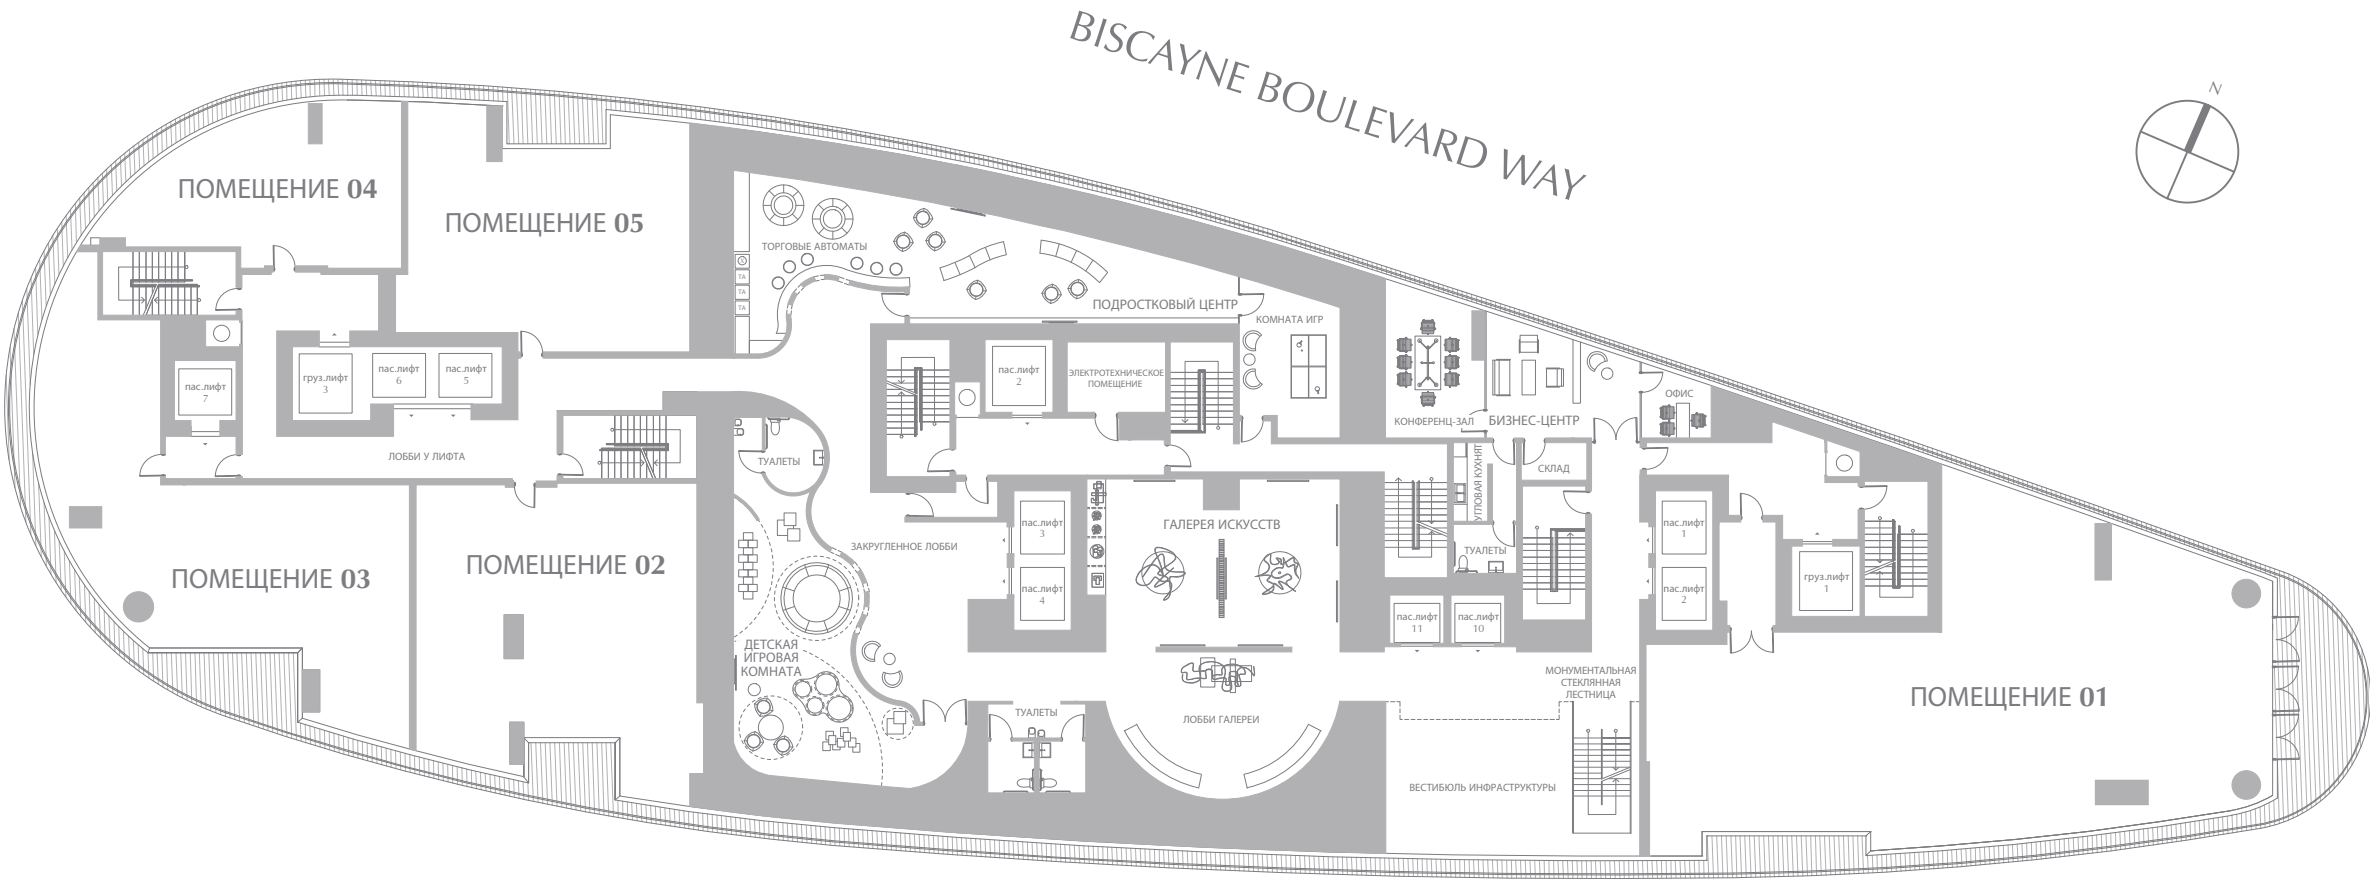 BISCAYNE BOULEVARD WAY
N
ПОМЕЩЕНИЕ 04
ПОМЕЩЕНИЕ 05
ТОРГОВЫЕ АВТОМАТЫ
ТА
ТА
ТА
ПОДРОСТКОВЫЙ ЦЕНТР
КОМНАТА ИГР
груз.лифт
3
пас.лифт
6
пас.лифт
5
пас.лифт
7
пас.лифт
2
ЭЛЕКТРОТЕХНИЧЕСКОЕ
ПОМЕЩЕНИЕ
КОНФЕРЕНЦ-ЗАЛ
БИЗНЕС-ЦЕНТР
ОФИС
ЛОББИ У ЛИФТА
ТУАЛЕТЫ
УГЛОВАЯ КУХНЯТ
СКЛАД
ПОМЕЩЕНИЕ 03
ПОМЕЩЕНИЕ 02
ЗАКРУГЛЕННОЕ ЛОББИ
пас.лифт
3
пас.лифт
4
ГАЛЕРЕЯ ИСКУССТВ
ТУАЛЕТЫ
пас.лифт
1
пас.лифт
2
груз.лифт
1
пас.лифт
11
пас.лифт
10
ДЕТСКАЯ
ИГРОВАЯ
КОМНАТА
МОНУМЕНТАЛЬНАЯ
СТЕКЛЯННАЯ
ЛЕСТНИЦА
ПОМЕЩЕНИЕ 01
ТУАЛЕТЫ
ЛОББИ ГАЛЕРЕИ
ВЕСТИБЮЛЬ ИНФРАСТРУКТУРЫ